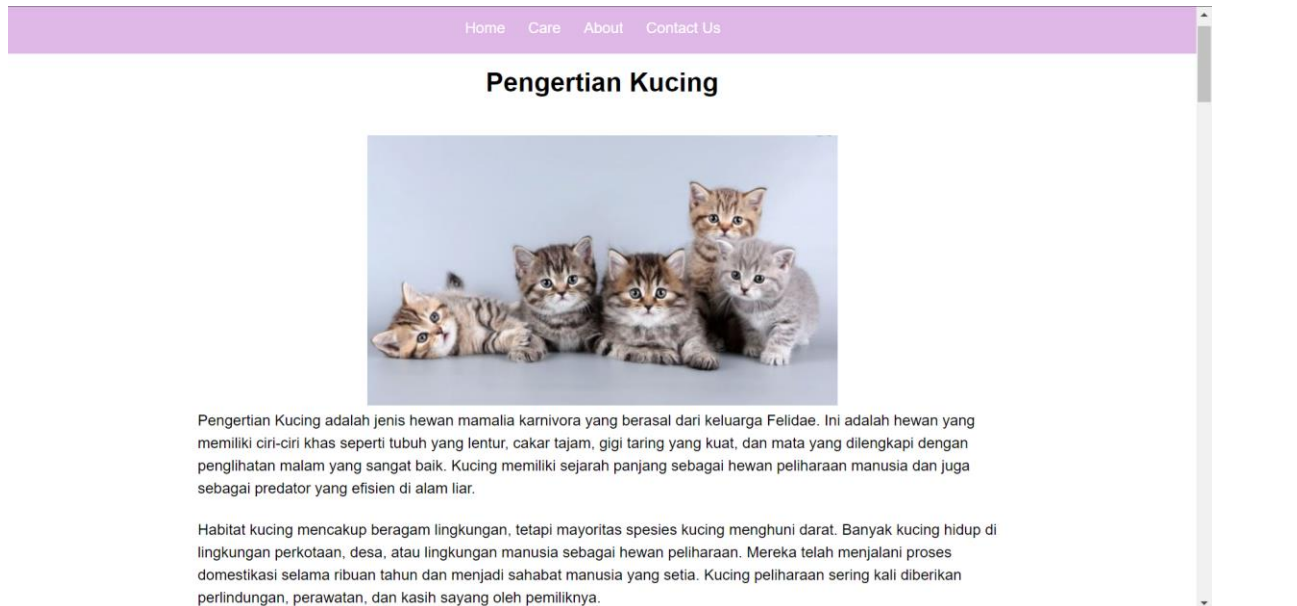 Home Care About Contact Us
Pengertian Kucing
Pengertian Kucing adalah jenis hewan mamalia karnivora yang berasal dari keluarga Felidae. Ini adalah hewan yang
memiliki ciri-ciri khas seperti tubuh yang lentur, cakar tajam, gigi taring yang kuat, dan mata yang dilengkapi dengan
penglihatan malam yang sangat baik. Kucing memiliki sejarah panjang sebagai hewan peliharaan manusia dan juga
sebagai predator yang efisien di alam liar.
Habitat kucing mencakup beragam lingkungan, tetapi mayoritas spesies kucing menghuni darat. Banyak kucing hidup di
lingkungan perkotaan, desa, atau lingkungan manusia sebagai hewan peliharaan. Mereka telah menjalani proses
domestikasi selama ribuan tahun dan menjadi sahabat manusia yang setia. Kucing peliharaan sering kali diberikan
perlindungan, perawatan, dan kasih sayang oleh pemiliknya.